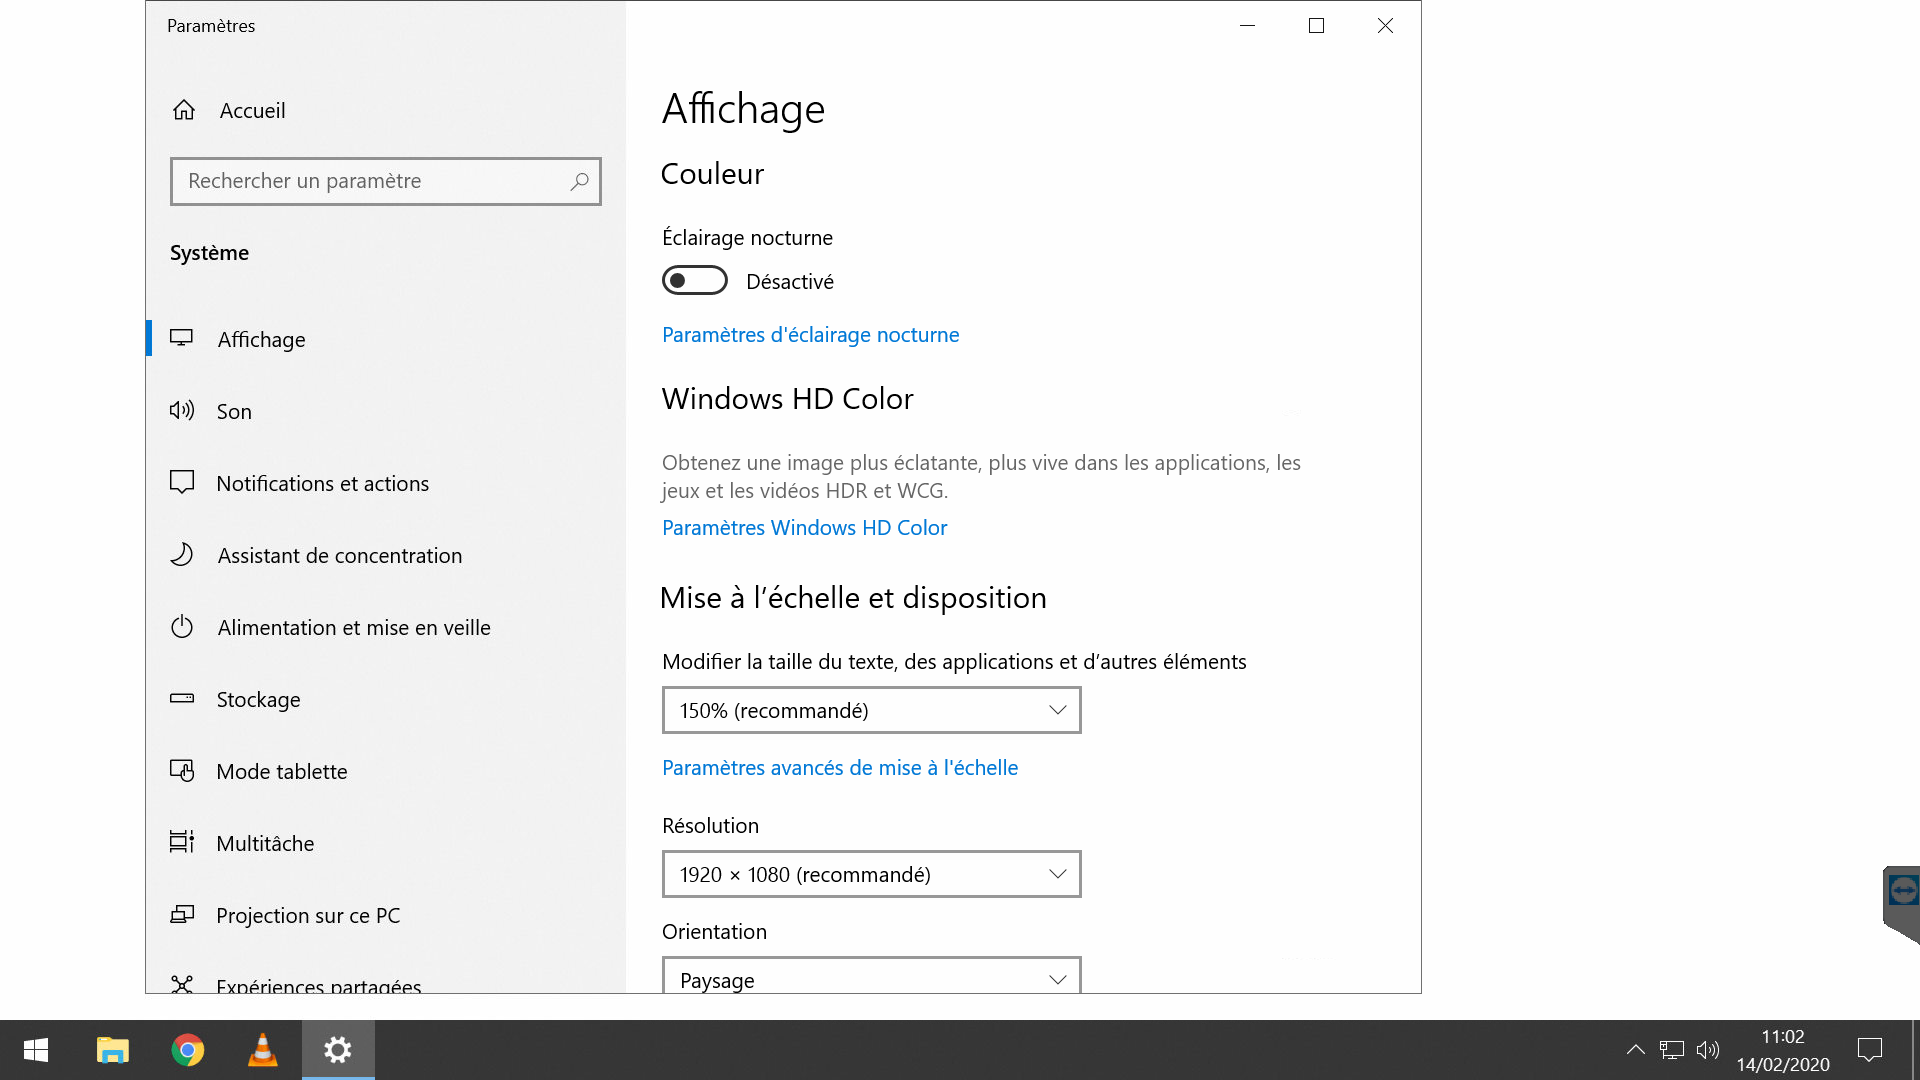 Paramètres
Accueil
Rechercher un paramètre
Système
Affichage
Son
Notifications et actions
Assistant de concentration
Alimentation et mise en veille
Stockage
Mode tablette
Multitâche
Projection sur ce PC
Expériences partagées
Affichage
Couleur
Éclairage nocturne
Désactivé
Paramètres d'éclairage nocturne
Windows HD Color
Obtenez une image plus éclatante, plus vive dans les applications, les
jeux et les vidéos HDR et WCG.
Paramètres Windows HD Color
Mise à l’échelle et disposition
Modifier la taille du texte, des applications et d’autres éléments
150% (recommandé)
Paramètres avancés de mise à l'échelle
Résolution
1920 × 1080 (recommandé)
Orientation
Paysage
11:02
14/02/2020